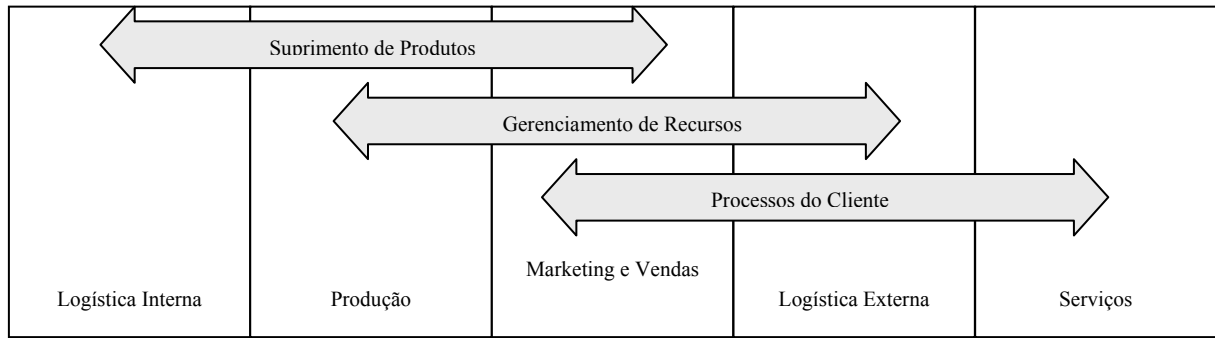 Suprimento de Produtos
Gerenciamento de Recursos
Processos do Cliente
Marketing e Vendas
Logística Interna
Produção
Logística Externa
Serviços